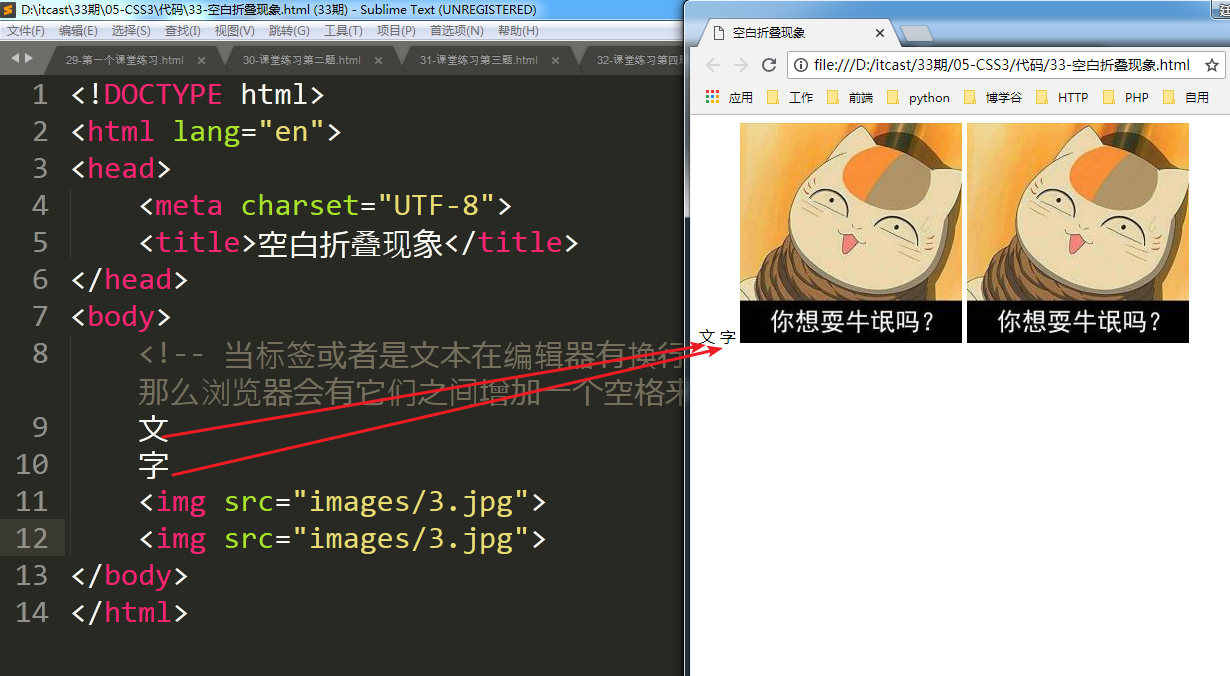 D:\itcast\33期\05-CSS3\代码\33-空白折叠现象.html (33期) - Sublime Text (UNREGISTERED)
文件(F) 编辑(E) 选择(S) 查找(I) 视图(V) 跳转(G) 工具(T) 项目(P) 首选项(N) 帮助(H)
29-第一个课堂练习.html × 30-课堂练习第二题.html × 31-课堂练习第三题.html × 32-课堂练习第四
1 <!DOCTYPE html>
2 <html lang="en">
3 <head>
4 <meta charset="UTF-8">
5 <title>空白折叠现象</title>
6 </head>
7 <body>
8 <!-- 当标签或者是文本在编辑器有换行
那么浏览器会有它们之间增加一个空格来
9 文
10 字
11 <img src="images/3.jpg">
12 <img src="images/3.jpg">
13 </body>
14 </html>
空白折叠现象 ×
file:///D:/itcast/33期/05-CSS3/代码/33-空白折叠现象.html
应用 工作 前端 python 博学谷 HTTP PHP 自用
你想耍牛氓吗?
你想耍牛氓吗?
文 字